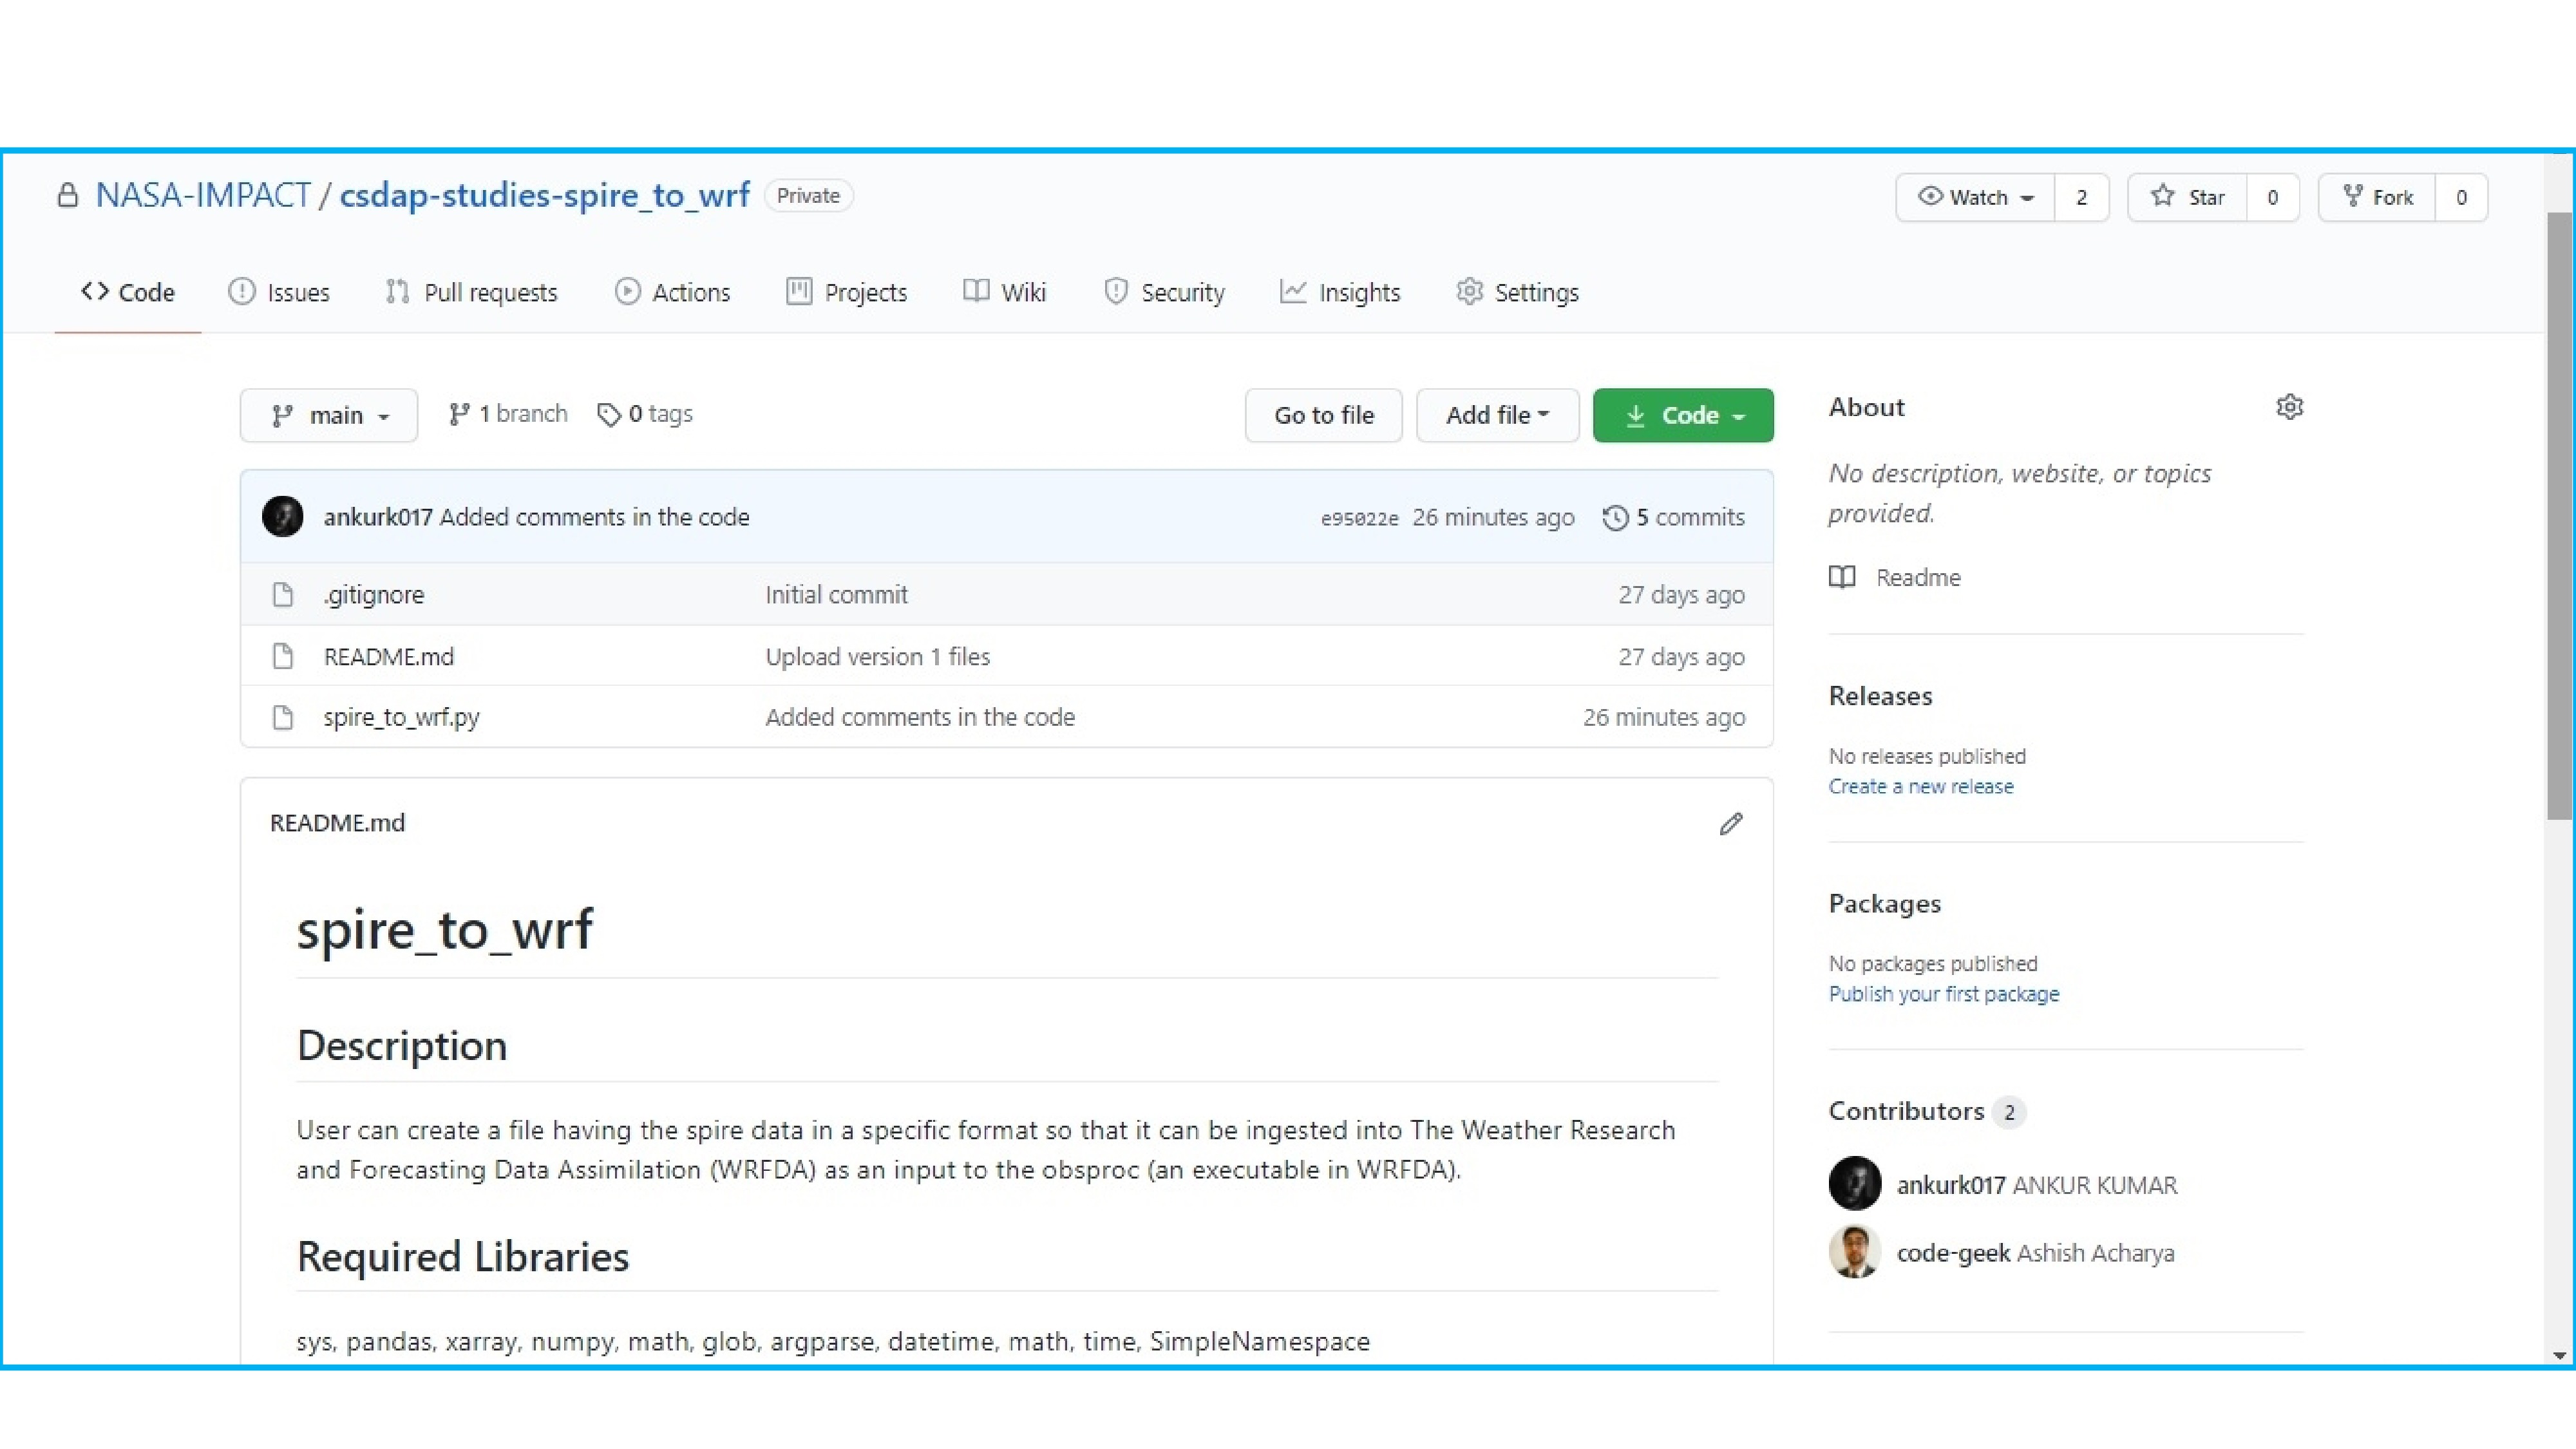 NASA-IMPACT / csdap-studies-spire_to_wrf Private
Watch 2 Star 0 Fork 0
Code Issues Pull requests Actions Projects Wiki Security Insights Settings
main 1 branch 0 tags Go to file Add file Code
ankurk017 Added comments in the code e95022e 26 minutes ago 5 commits
.gitignore Initial commit 27 days ago
README.md Upload version 1 files 27 days ago
spire_to_wrf.py Added comments in the code 26 minutes ago
README.md
spire_to_wrf
Description
User can create a file having the spire data in a specific format so that it can be ingested into The Weather Research
and Forecasting Data Assimilation (WRFDA) as an input to the obsproc (an executable in WRFDA).
Required Libraries
sys, pandas, xarray, numpy, math, glob, argparse, datetime, math, time, SimpleNamespace
About
No description, website, or topics
provided.
Readme
Releases
No releases published
Create a new release
Packages
No packages published
Publish your first package
Contributors 2
ankurk017 ANKUR KUMAR
code-geek Ashish Acharya